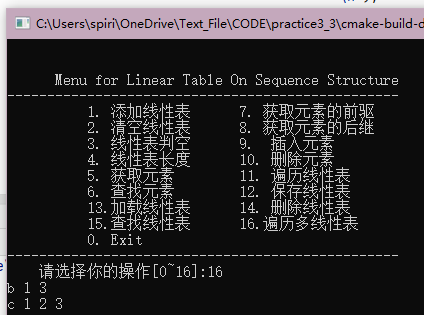 C:\Users\spiri\OneDrive\Text_File\CODE\practice3_3\cmake-build-d
Menu for Linear Table On Sequence Structure
-------------------------------------------------
1. 添加线性表 7. 获取元素的前驱
2. 清空线性表 8. 获取元素的后继
3. 线性表判空 9. 插入元素
4. 线性表长度 10. 删除元素
5. 获取元素 11. 遍历线性表
6. 查找元素 12. 保存线性表
13.加载线性表 14. 删除线性表
15.查找线性表 16.遍历多线性表
0. Exit
-------------------------------------------------
请选择你的操作[0~16]:16
b 1 3
c 1 2 3